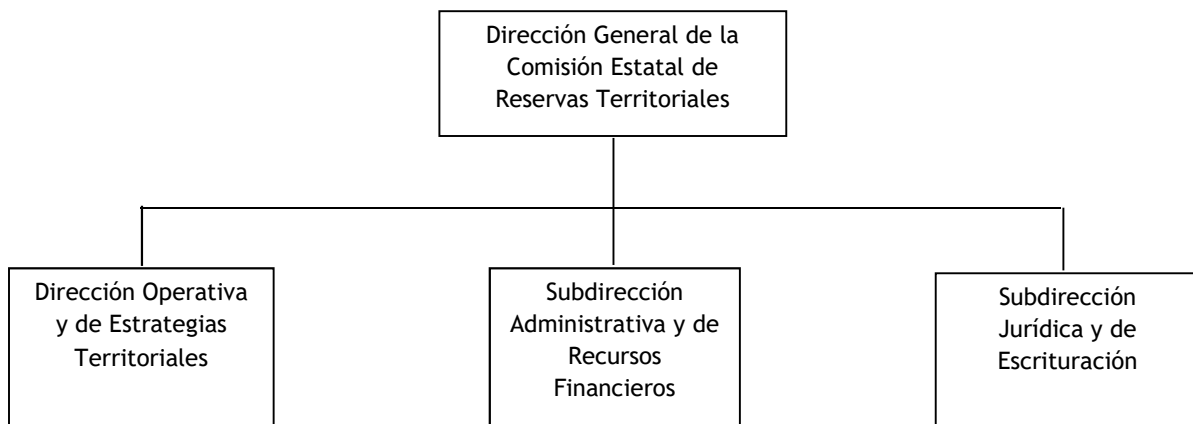 Dirección General de la
Comisión Estatal de
Reservas Territoriales
Dirección Operativa
y de Estrategias
Territoriales
Subdirección
Administrativa y de
Recursos
Financieros
Subdirección
Jurídica y de
Escrituración